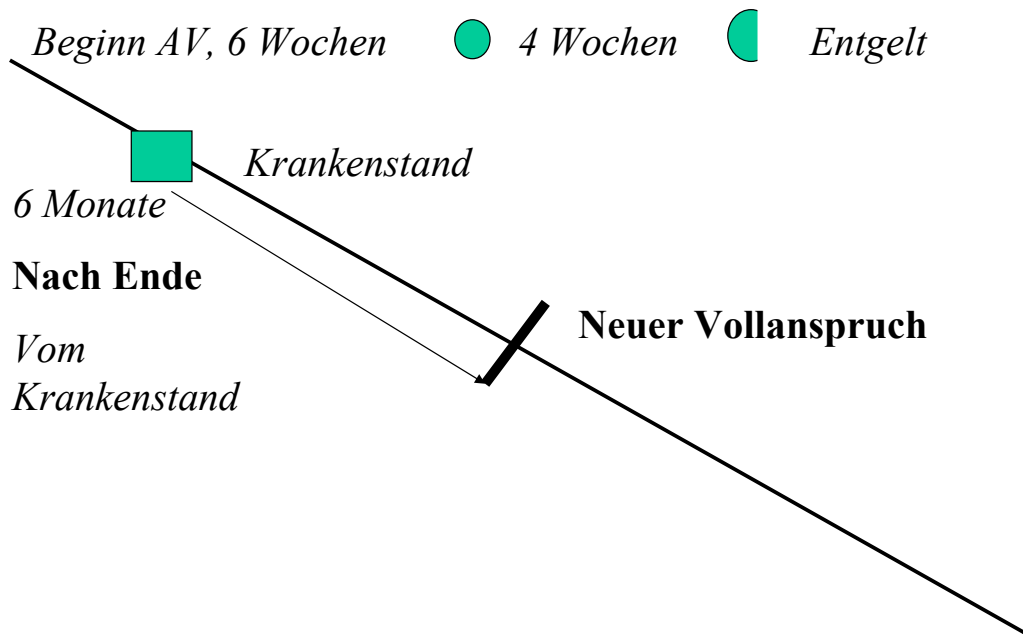 Beginn AV, 6 Wochen 4 Wochen Entgelt
Krankenstand
6 Monate
Nach Ende
Neuer Vollanspruch
Vom
Krankenstand